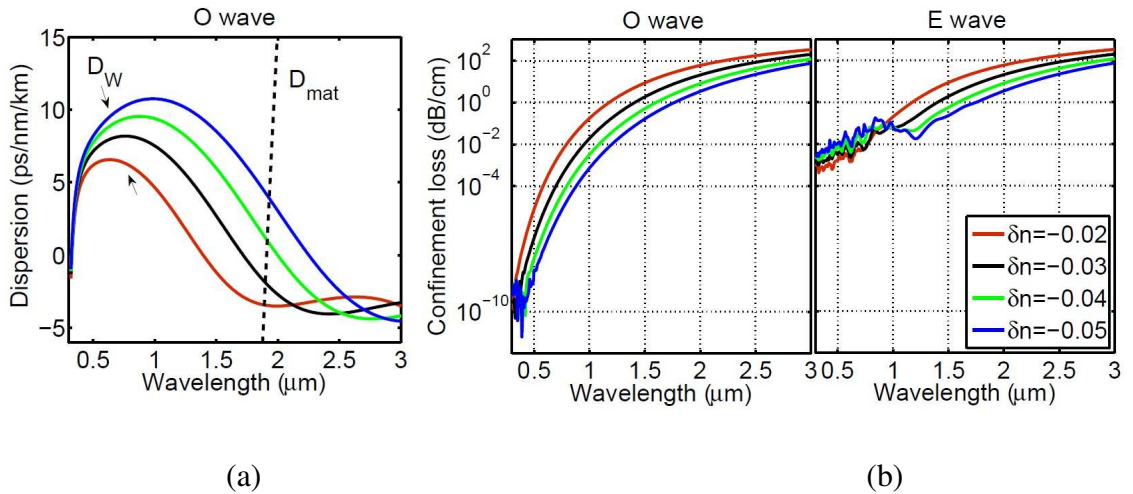 O wave
15
10
5
0
−5
Dispersion (ps/nm/km)
D_W
D_mat
0.5 1 1.5 2 2.5 3
Wavelength (μm)
(a)
O wave
10^2
10^0
10^−2
10^−4
10^−10
Confinement loss (dB/cm)
0.5 1 1.5 2 2.5 3
Wavelength (μm)
E wave
δn=−0.02
δn=−0.03
δn=−0.04
δn=−0.05
0.5 1 1.5 2 2.5 3
Wavelength (μm)
(b)